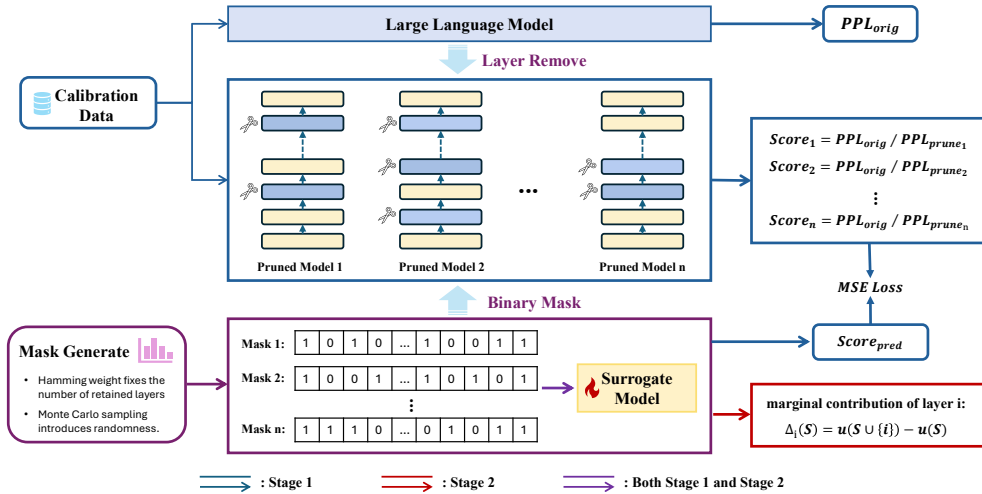 Large Language Model
PPL_orig
Layer Remove
Calibration
Data
Pruned Model 1
Pruned Model 2
...
Pruned Model n
Score_1 = PPL_orig / PPL_prune_1
Score_2 = PPL_orig / PPL_prune_2
⋮
Score_n = PPL_orig / PPL_prune_n
Binary Mask
MSE Loss
Mask Generate
• Hamming weight fixes the
number of retained layers
• Monte Carlo sampling
introduces randomness.
Mask 1: 1 0 1 0 ... 1 0 0 1 1
Mask 2: 1 0 0 1 ... 1 0 1 0 1
⋮
Mask n: 1 1 1 0 ... 0 1 0 1 1
Surrogate
Model
Score_pred
marginal contribution of layer i:
Δ_i(S) = u(S ∪ {i}) − u(S)
: Stage 1
: Stage 2
: Both Stage 1 and Stage 2